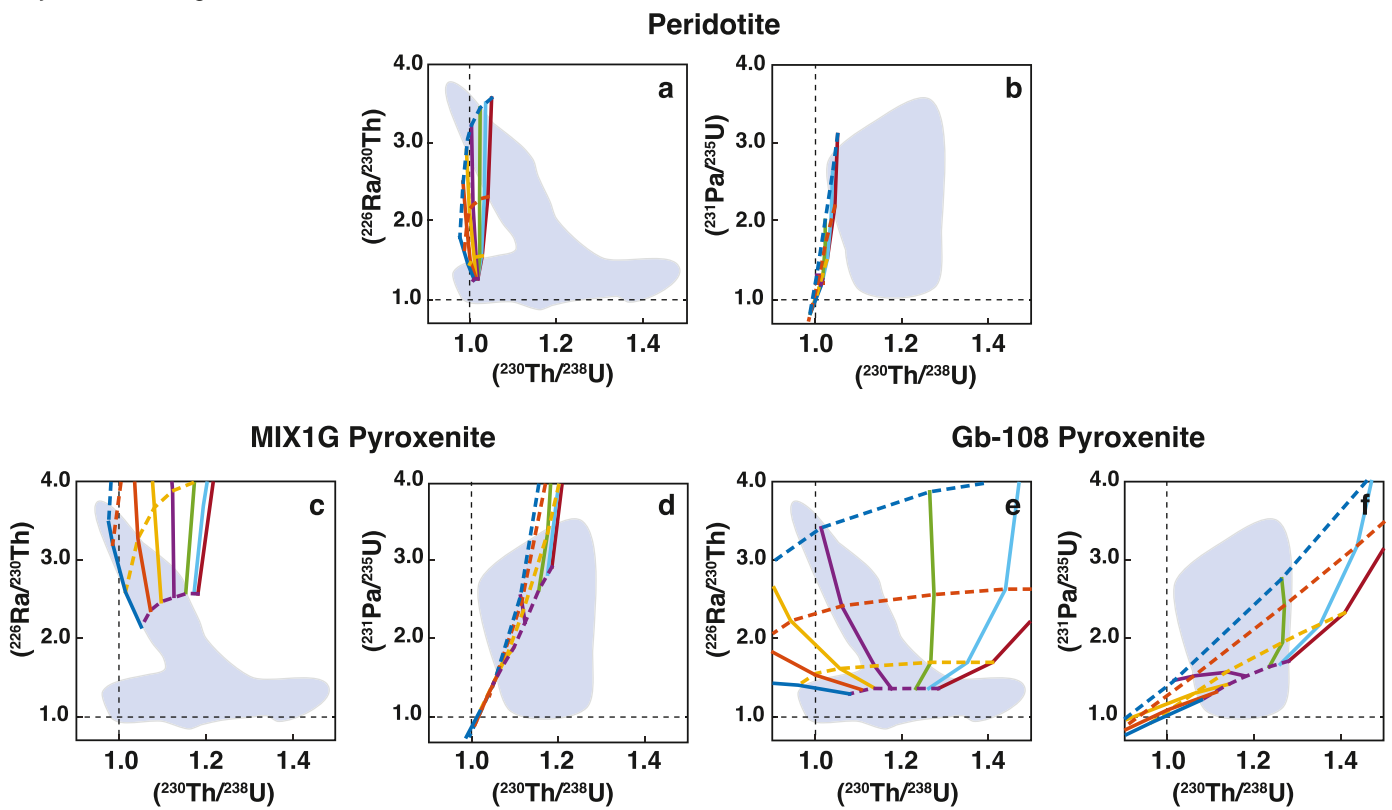 Peridotite
4.0 3.0 2.0 1.0
(²²⁶Ra/²³⁰Th)
a
1.0 1.2 1.4
(²³⁰Th/²³⁸U)
4.0 3.0 2.0 1.0
(²³¹Pa/²³⁵U)
b
1.0 1.2 1.4
(²³⁰Th/²³⁸U)
MIX1G Pyroxenite
4.0 3.0 2.0 1.0
(²²⁶Ra/²³⁰Th)
c
1.0 1.2 1.4
(²³⁰Th/²³⁸U)
4.0 3.0 2.0 1.0
(²³¹Pa/²³⁵U)
d
1.0 1.2 1.4
(²³⁰Th/²³⁸U)
Gb-108 Pyroxenite
4.0 3.0 2.0 1.0
(²²⁶Ra/²³⁰Th)
e
1.0 1.2 1.4
(²³⁰Th/²³⁸U)
4.0 3.0 2.0 1.0
(²³¹Pa/²³⁵U)
f
1.0 1.2 1.4
(²³⁰Th/²³⁸U)